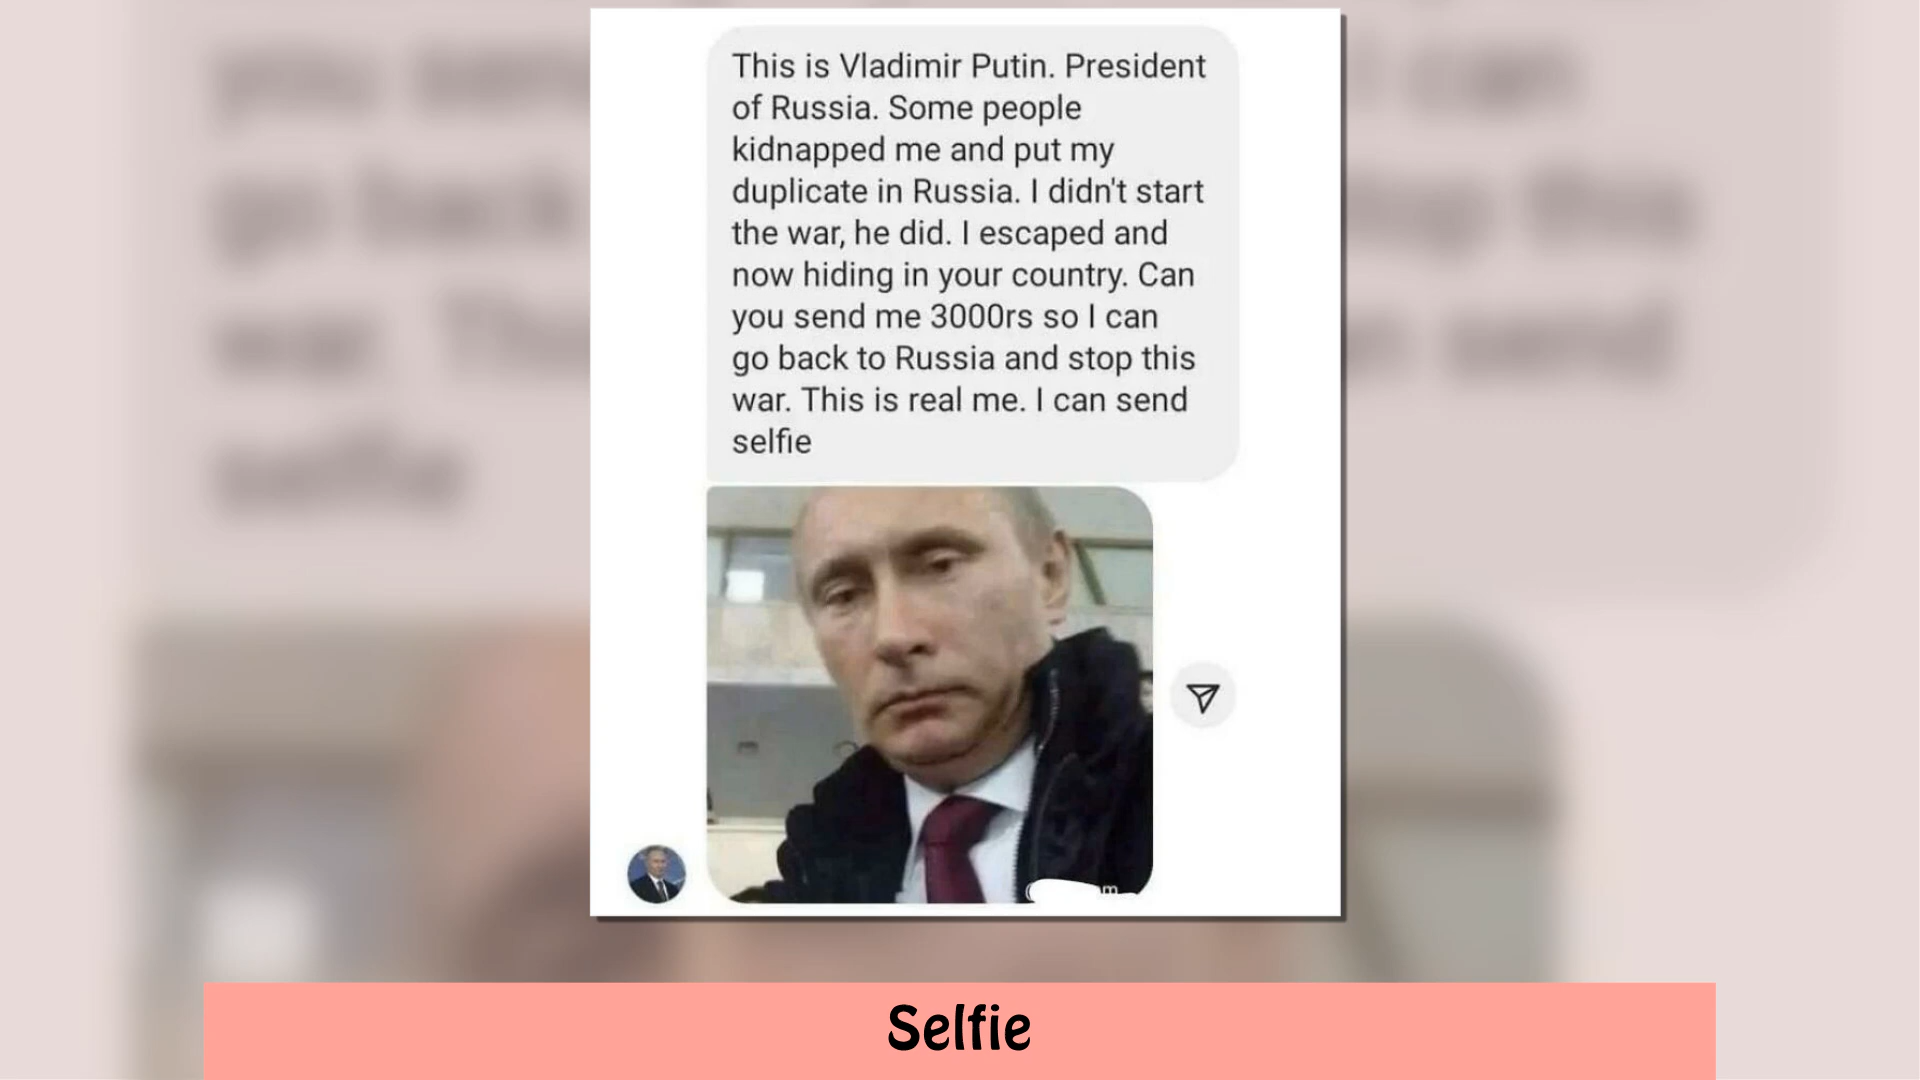 This is Vladimir Putin. President
of Russia. Some people
kidnapped me and put my
duplicate in Russia. I didn't start
the war, he did. I escaped and
now hiding in your country. Can
you send me 3000rs so I can
go back to Russia and stop this
war. This is real me. I can send
selfie
Selfie